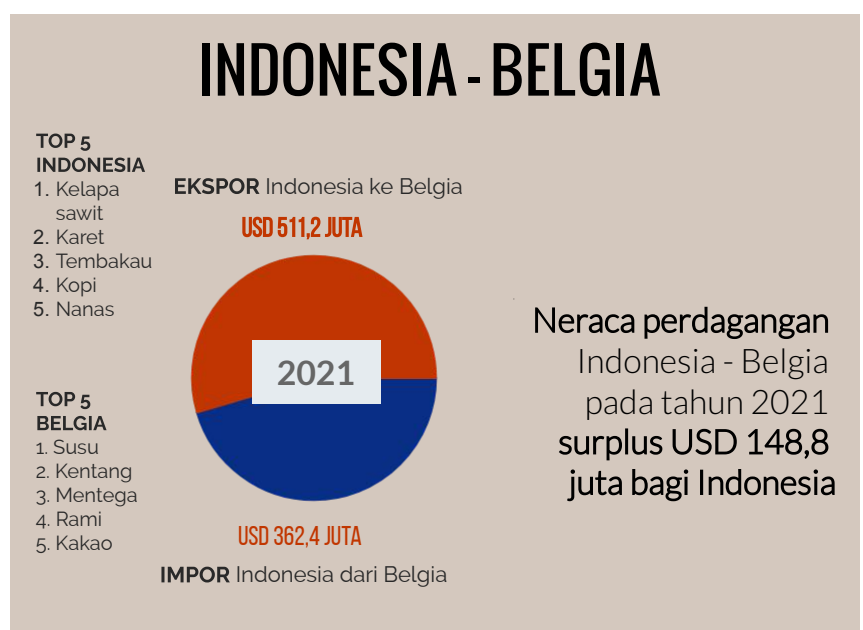 INDONESIA - BELGIA
TOP 5
INDONESIA
1. Kelapa
sawit
2. Karet
3. Tembakau
4. Kopi
5. Nanas
EKSPOR Indonesia ke Belgia
USD 511,2 JUTA
2021
Neraca perdagangan
Indonesia - Belgia
pada tahun 2021
surplus USD 148,8
juta bagi Indonesia
TOP 5
BELGIA
1. Susu
2. Kentang
3. Mentega
4. Rami
5. Kakao
USD 362,4 JUTA
IMPOR Indonesia dari Belgia